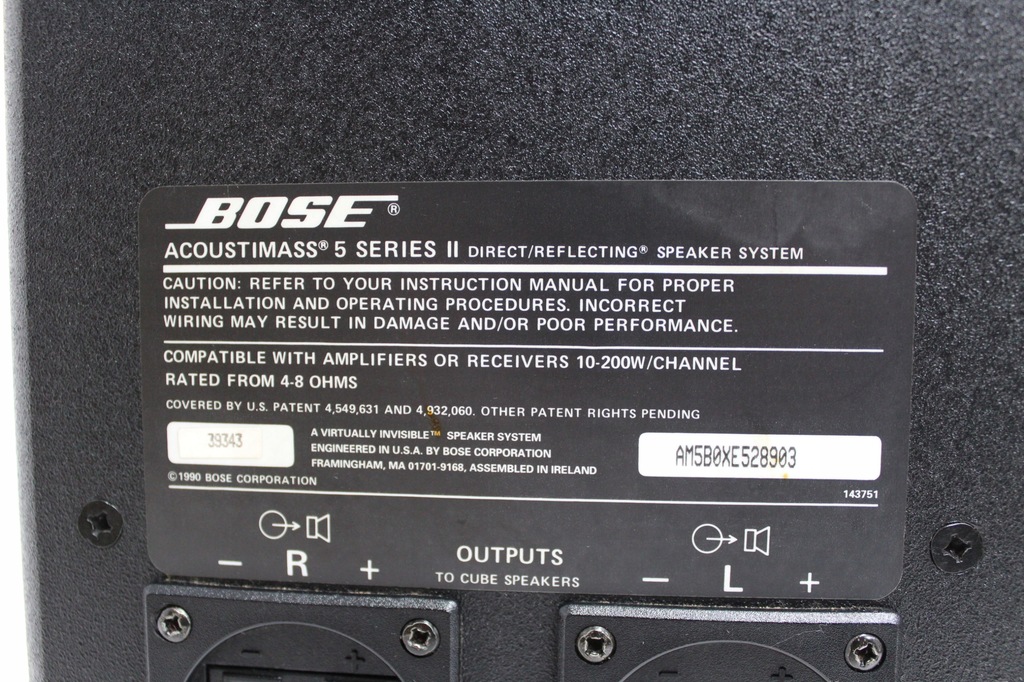 BOSE®
ACOUSTIMASS® 5 SERIES II DIRECT/REFLECTING® SPEAKER SYSTEM
CAUTION: REFER TO YOUR INSTRUCTION MANUAL FOR PROPER
INSTALLATION AND OPERATING PROCEDURES. INCORRECT
WIRING MAY RESULT IN DAMAGE AND/OR POOR PERFORMANCE.
COMPATIBLE WITH AMPLIFIERS OR RECEIVERS 10-200W/CHANNEL
RATED FROM 4-8 OHMS
COVERED BY U.S. PATENT 4,549,631 AND 4,932,060. OTHER PATENT RIGHTS PENDING
39343
A VIRTUALLY INVISIBLE™ SPEAKER SYSTEM
ENGINEERED IN U.S.A. BY BOSE CORPORATION
FRAMINGHAM, MA 01701-9168, ASSEMBLED IN IRELAND
AM5B0XE528903
©1990 BOSE CORPORATION
143751
− R +
OUTPUTS
TO CUBE SPEAKERS
− L +
− +
− +